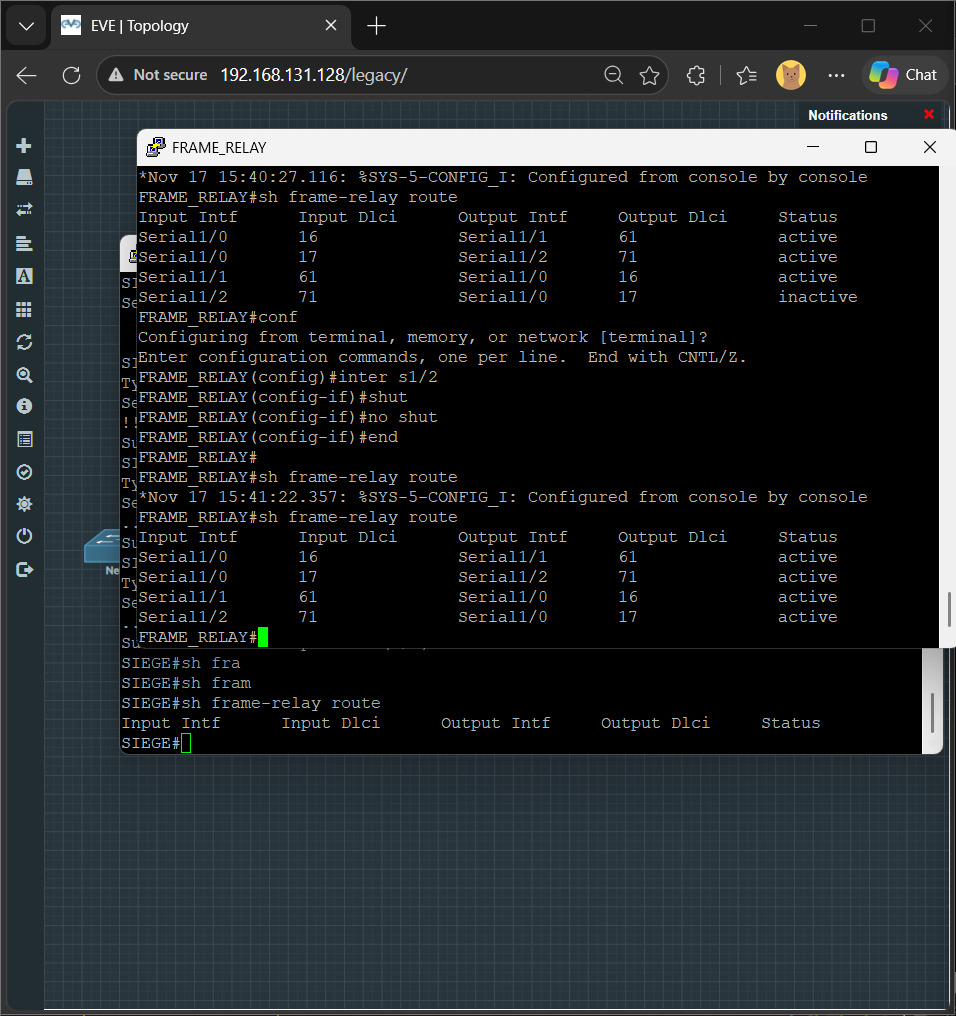 EVE | Topology
Not secure 192.168.131.128/legacy/
Chat
Notifications
FRAME_RELAY
*Nov 17 15:40:27.116: %SYS-5-CONFIG_I: Configured from console by console
FRAME_RELAY#sh frame-relay route
Input Intf Input Dlci Output Intf Output Dlci Status
Serial1/0 16 Serial1/1 61 active
Serial1/0 17 Serial1/2 71 active
Serial1/1 61 Serial1/0 16 active
Serial1/2 71 Serial1/0 17 inactive
FRAME_RELAY#conf
Configuring from terminal, memory, or network [terminal]?
Enter configuration commands, one per line. End with CNTL/Z.
FRAME_RELAY(config)#inter s1/2
FRAME_RELAY(config-if)#shut
FRAME_RELAY(config-if)#no shut
FRAME_RELAY(config-if)#end
FRAME_RELAY#
FRAME_RELAY#sh frame-relay route
*Nov 17 15:41:22.357: %SYS-5-CONFIG_I: Configured from console by console
FRAME_RELAY#sh frame-relay route
Input Intf Input Dlci Output Intf Output Dlci Status
Serial1/0 16 Serial1/1 61 active
Serial1/0 17 Serial1/2 71 active
Serial1/1 61 Serial1/0 16 active
Serial1/2 71 Serial1/0 17 active
FRAME_RELAY#
SIEGE#sh fra
SIEGE#sh fram
SIEGE#sh frame-relay route
Input Intf Input Dlci Output Intf Output Dlci Status
SIEGE#